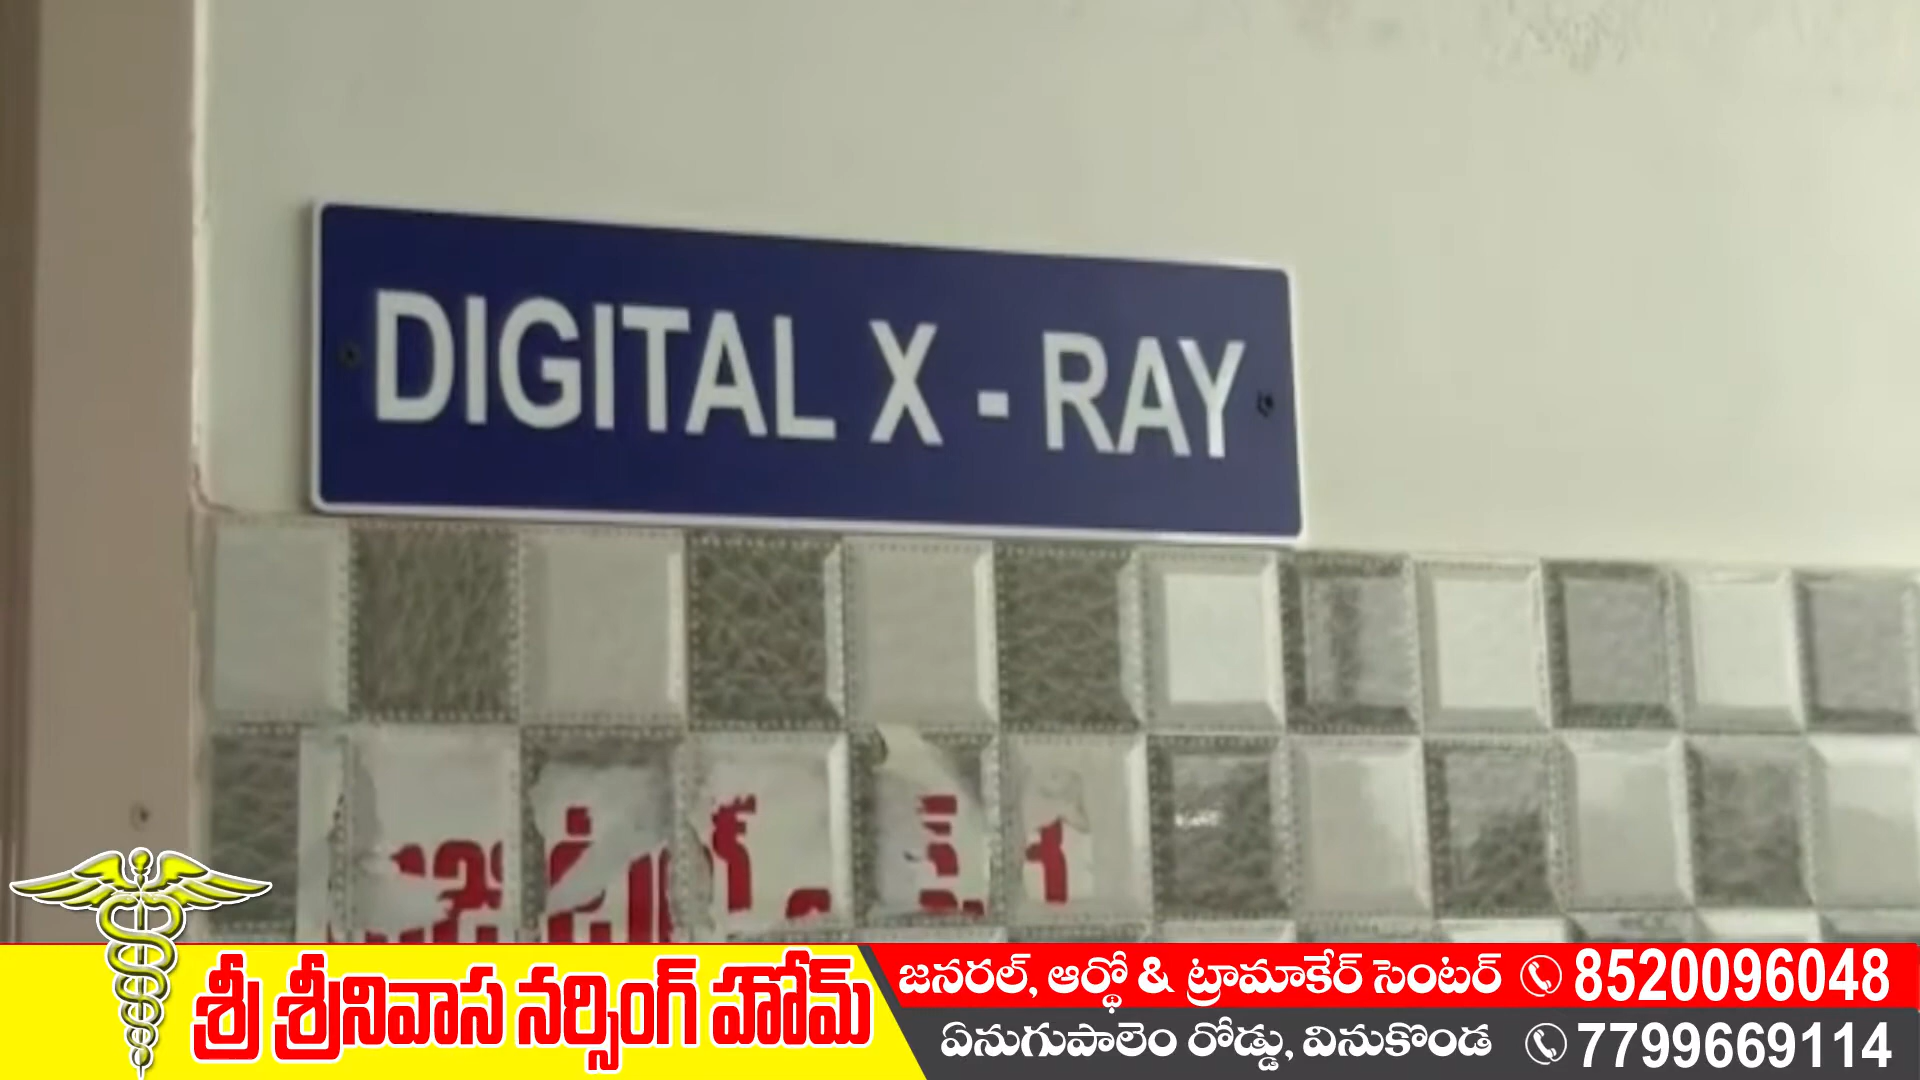 DIGITAL X - RAY
శ్రీ శ్రీనివాస నర్సింగ్ హోమ్
జనరల్, ఆర్థో & ట్రామాకేర్ సెంటర్ 8520096048
ఏనుగుపాలెం రోడ్డు, వినుకొండ 7799669114